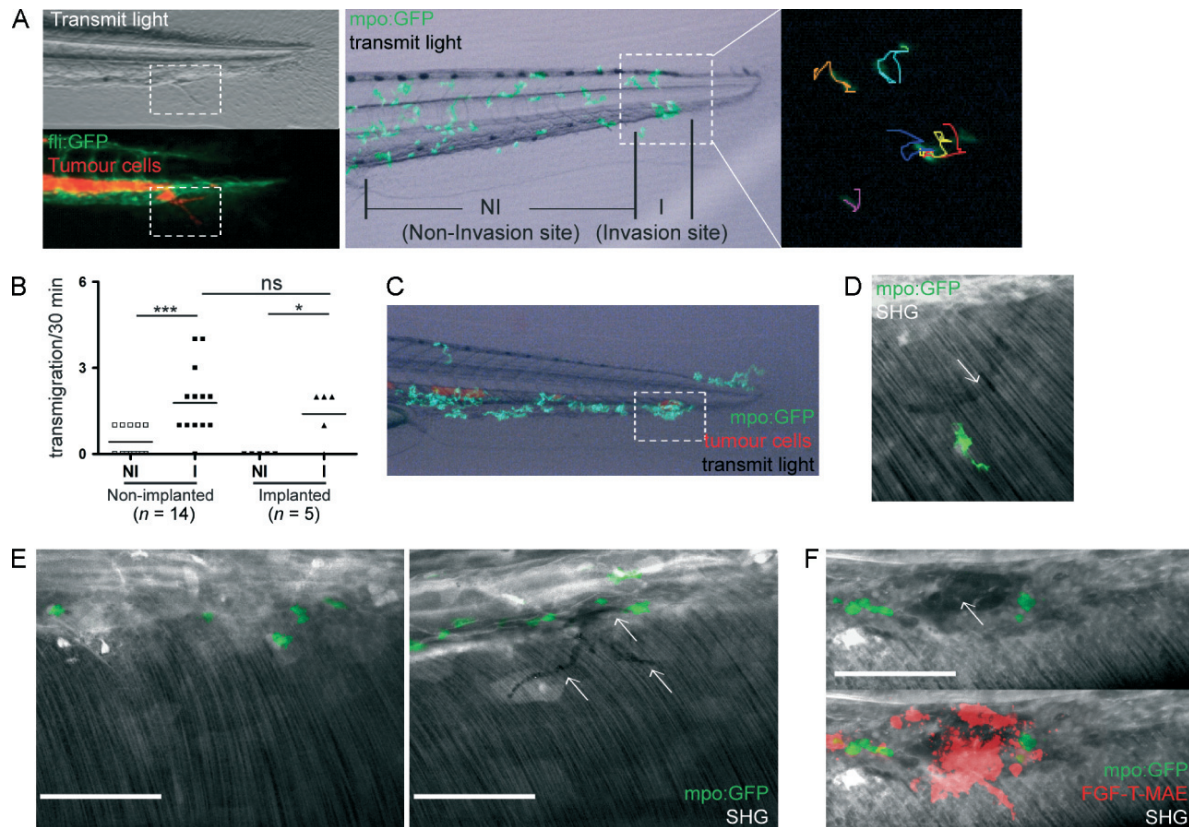 A
Transmit light
fli:GFP
Tumour cells
mpo:GFP
transmit light
NI
(Non-Invasion site)
I
(Invasion site)
B
transmigration/30 min
6
3
0
***
ns
*
NI
I
NI
I
Non-implanted
(n = 14)
Implanted
(n = 5)
C
mpo:GFP
tumour cells
transmit light
D
mpo:GFP
SHG
E
mpo:GFP
SHG
F
mpo:GFP
FGF-T-MAE
SHG